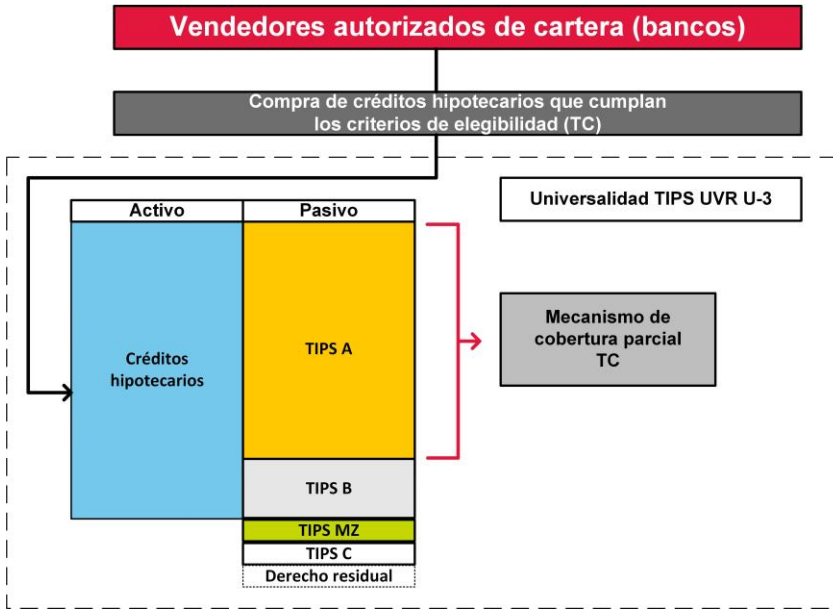 Vendedores autorizados de cartera (bancos)
Compra de créditos hipotecarios que cumplan
los criterios de elegibilidad (TC)
Universalidad TIPS UVR U-3
Activo
Pasivo
Créditos
hipotecarios
TIPS A
Mecanismo de
cobertura parcial
TC
TIPS B
TIPS MZ
TIPS C
Derecho residual